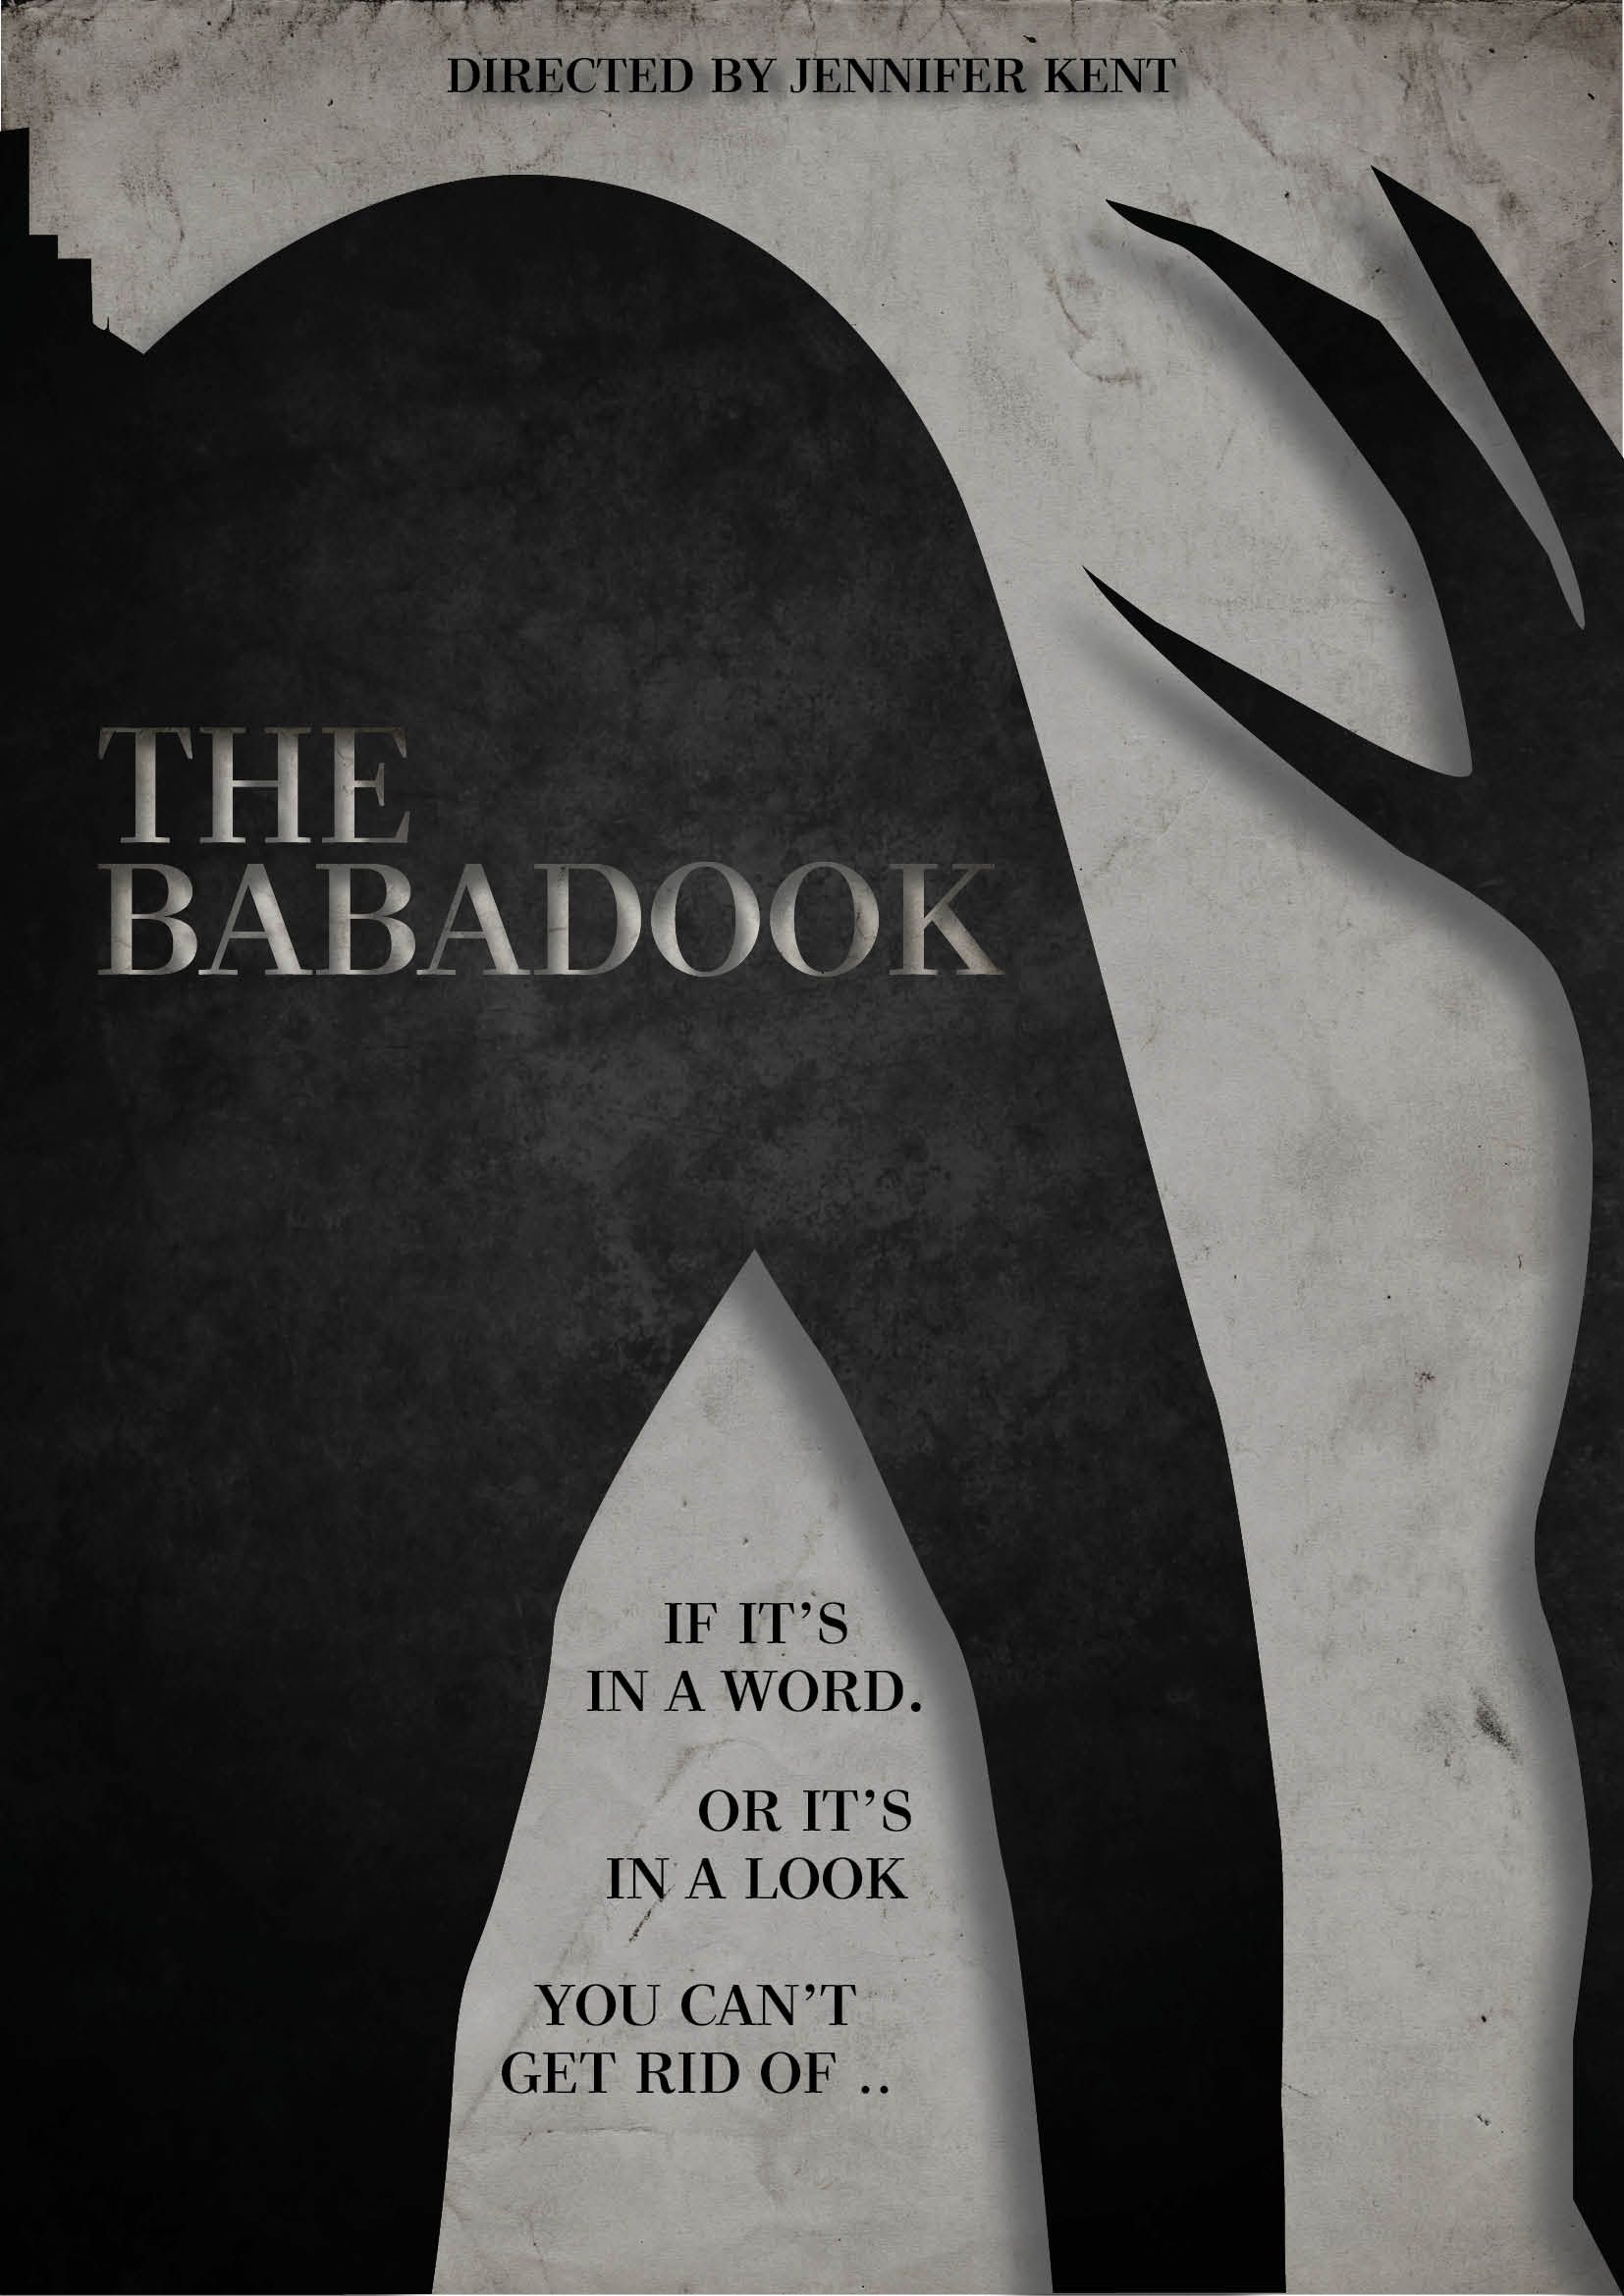 DIRECTED BY JENNIFER KENT
THE
BABADOOK
IF IT’S
IN A WORD.
OR IT’S
IN A LOOK
YOU CAN’T
GET RID OF ..